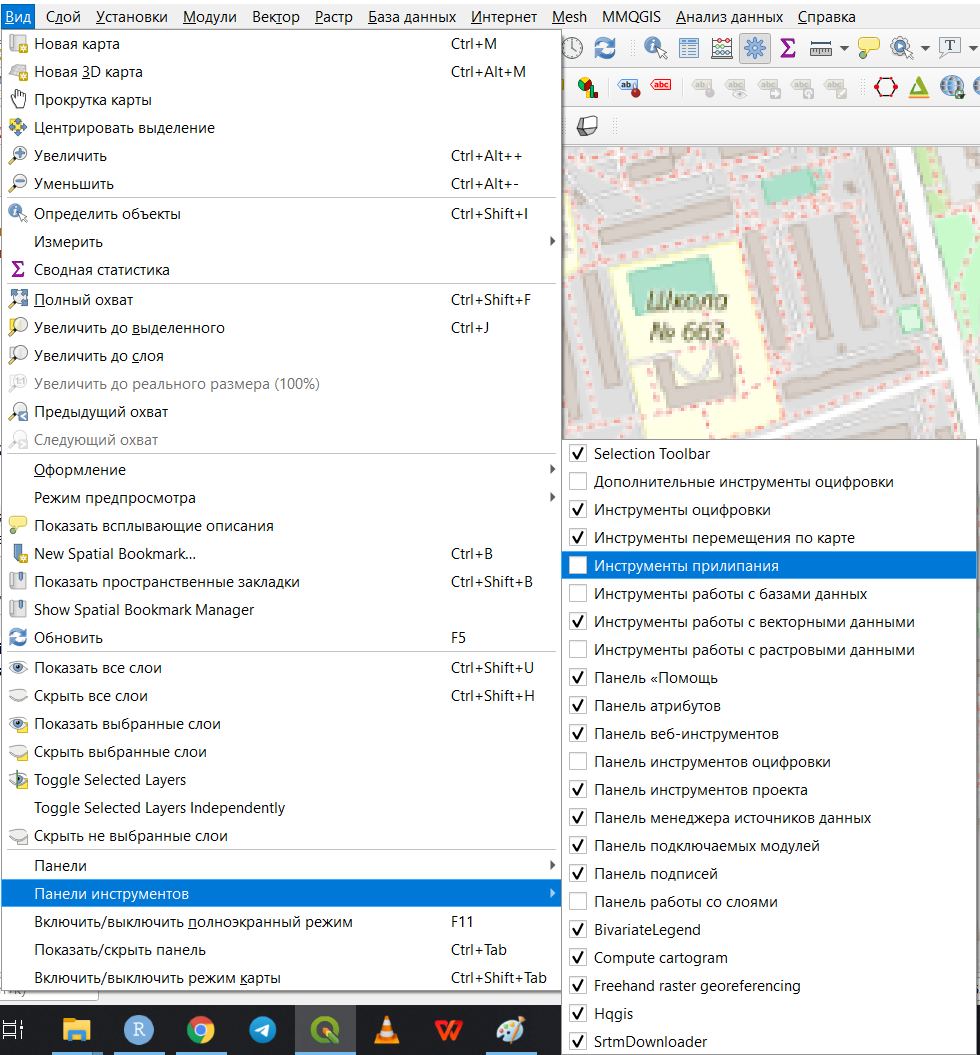 Вид Слой Установки Модули Вектор Растр База данных Интернет Mesh MMQGIS Анализ данных Справка
Новая карта Ctrl+M
Новая 3D карта Ctrl+Alt+M
Прокрутка карты
Центрировать выделение
Увеличить Ctrl+Alt++
Уменьшить Ctrl+Alt+-
Определить объекты Ctrl+Shift+I
Измерить
Сводная статистика
Полный охват Ctrl+Shift+F
Увеличить до выделенного Ctrl+J
Увеличить до слоя
Увеличить до реального размера (100%)
Предыдущий охват
Следующий охват
Оформление
Режим предпросмотра
Показать всплывающие описания
New Spatial Bookmark... Ctrl+B
Показать пространственные закладки Ctrl+Shift+B
Show Spatial Bookmark Manager
Обновить F5
Показать все слои Ctrl+Shift+U
Скрыть все слои Ctrl+Shift+H
Показать выбранные слои
Скрыть выбранные слои
Toggle Selected Layers
Toggle Selected Layers Independently
Скрыть не выбранные слои
Панели
Панели инструментов
Включить/выключить полноэкранный режим F11
Показать/скрыть панель Ctrl+Tab
Включить/выключить режим карты Ctrl+Shift+Tab
Школа
№ 663
Selection Toolbar
Дополнительные инструменты оцифровки
Инструменты оцифровки
Инструменты перемещения по карте
Инструменты прилипания
Инструменты работы с базами данных
Инструменты работы с векторными данными
Инструменты работы с растровыми данными
Панель «Помощь
Панель атрибутов
Панель веб-инструментов
Панель инструментов оцифровки
Панель инструментов проекта
Панель менеджера источников данных
Панель подключаемых модулей
Панель подписей
Панель работы со слоями
BivariateLegend
Compute cartogram
Freehand raster georeferencing
Hqgis
SrtmDownloader